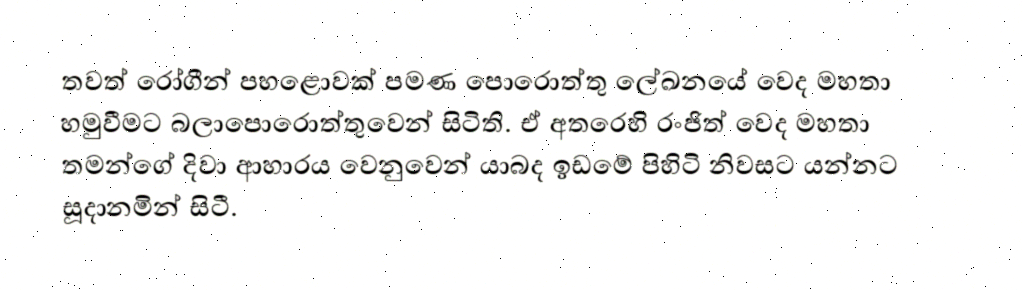 තවත් රෝගීන් පහළොවක් පමණ පොරොත්තු ලේඛනයේ වෙද මහතා
හමුවීමට බලාපොරොත්තුවෙන් සිටිති. ඒ අතරෙහි රංජිත් වෙද මහතා
තමන්ගේ දිවා ආහාරය වෙනුවෙන් යාබද ඉඩමේ පිහිටි නිවසට යන්නට
සූදානමින් සිටී.